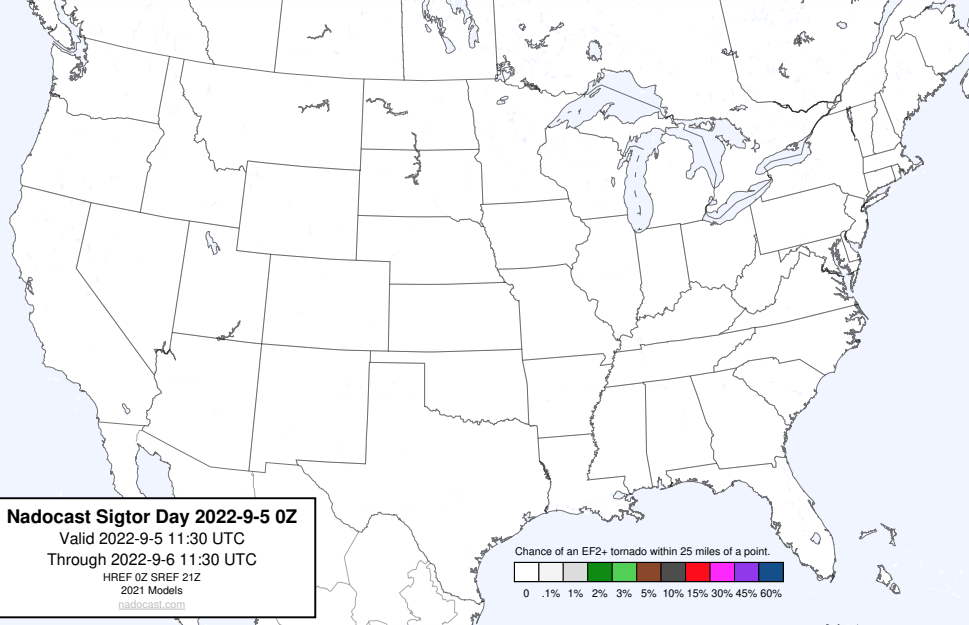 Nadocast Sigtor Day 2022-9-5 0Z
Valid 2022-9-5 11:30 UTC
Through 2022-9-6 11:30 UTC
HREF 0Z SREF 21Z
2021 Models
nadocast.com
Chance of an EF2+ tornado within 25 miles of a point.
0 .1% 1% 2% 3% 5% 10% 15% 30% 45% 60%